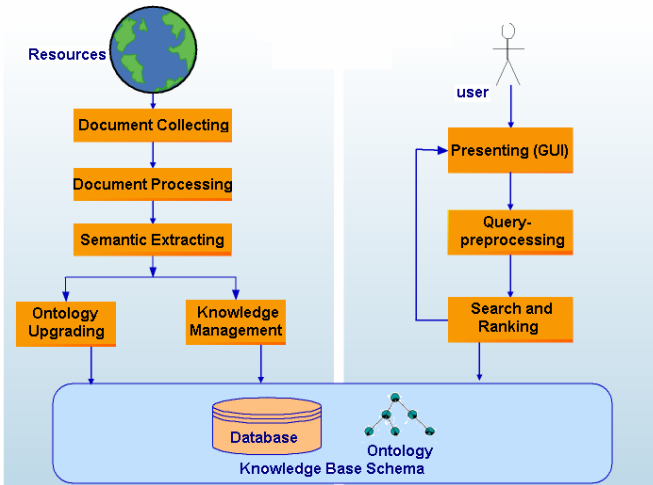 Resources
Document Collecting
Document Processing
Semantic Extracting
Ontology
Upgrading
Knowledge
Management
user
Presenting (GUI)
Query-
preprocessing
Search and
Ranking
Database
Ontology
Knowledge Base Schema